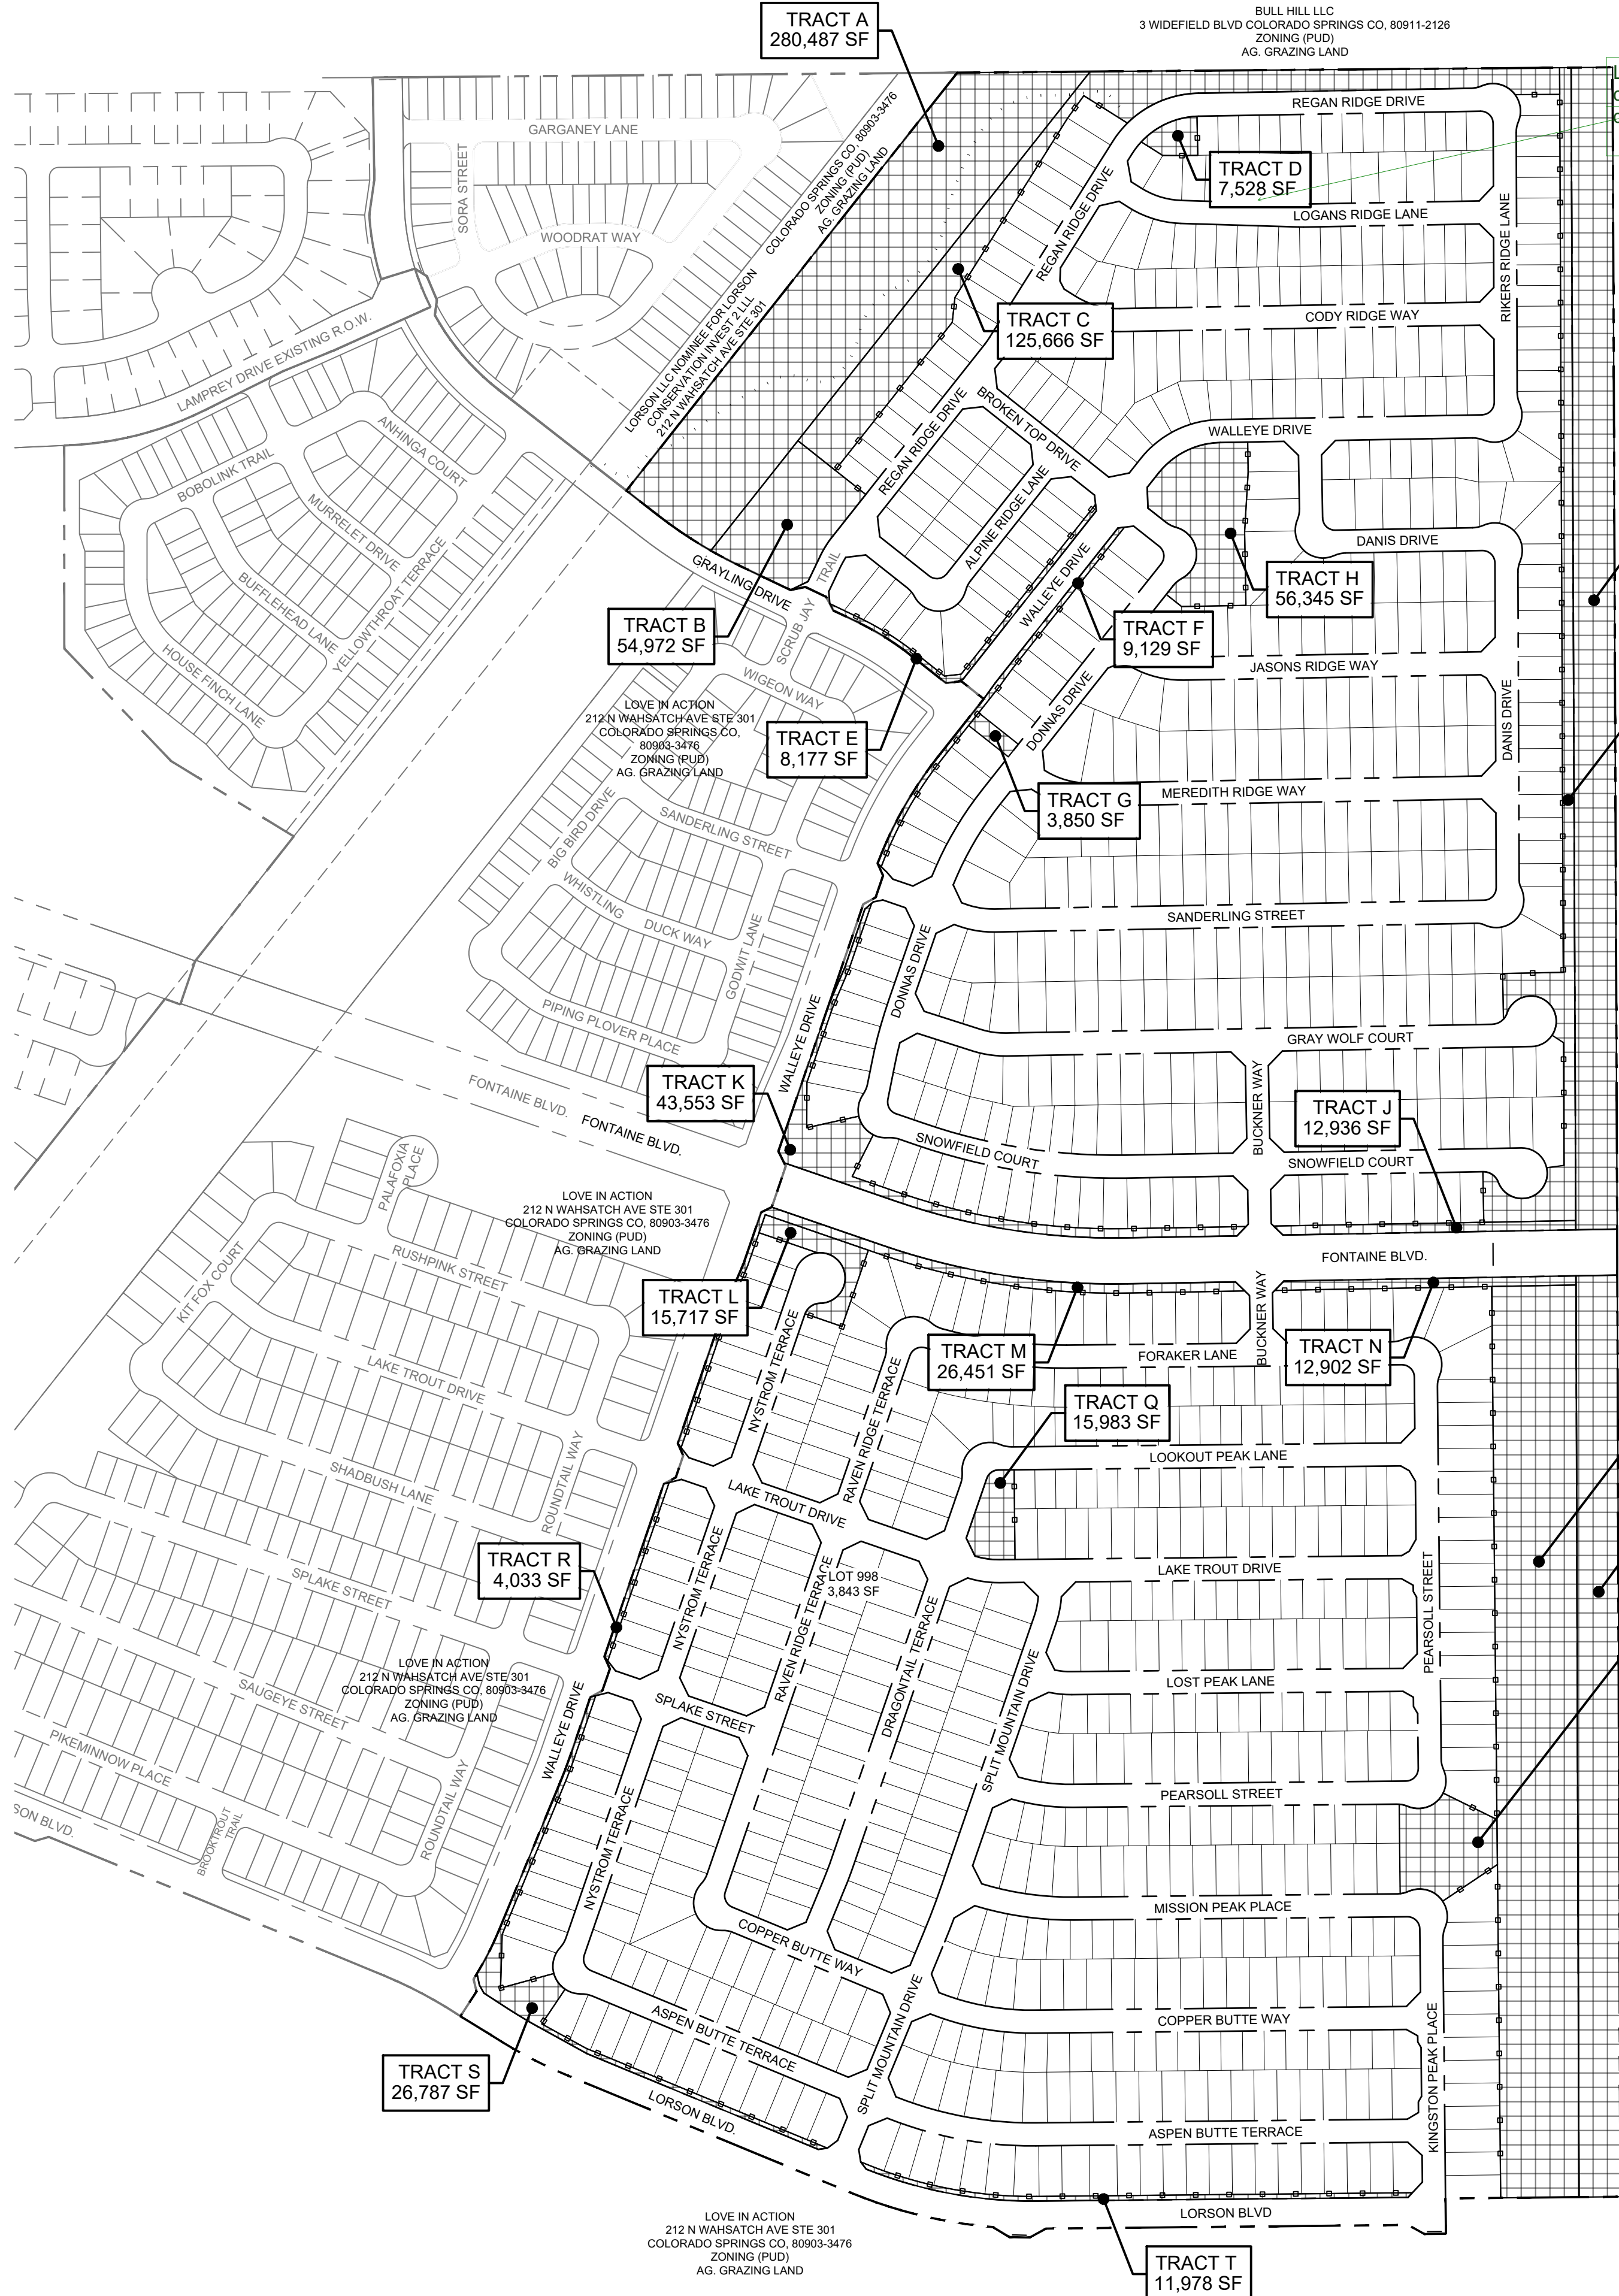 TRACT A
280,487 SF
BULL HILL LLC
3 WIDEFIELD BLVD COLORADO SPRINGS CO, 80911-2126
ZONING (PUD)
AG. GRAZING LAND
REGAN RIDGE DRIVE
GARGANEY LANE
SORA STREET
WOODRAT WAY
COLORADO SPRINGS CO, 80903-3476
ZONING (PUD)
AG. GRAZING LAND
LORSON LLC NOMINEE FOR LORSON
CONSERVATION INVEST 2 LLL
212 N WAHSATCH AVE STE 301
TRACT D
7,528 SF
LOGANS RIDGE LANE
RIKERS RIDGE LANE
REGAN RIDGE DRIVE
TRACT C
125,666 SF
CODY RIDGE WAY
LAMPREY DRIVE EXISTING R.O.W.
ANHINGA COURT
BOBOLINK TRAIL
MURRELET DRIVE
BUFFLEHEAD LANE
YELLOWTHROAT TERRACE
HOUSE FINCH LANE
REGAN RIDGE DRIVE
BROKEN TOP DRIVE
WALLEYE DRIVE
ALPINE RIDGE LANE
DANIS DRIVE
GRAYLING DRIVE
TRAIL
SCRUB JAY
WALLEYE DRIVE
TRACT H
56,345 SF
TRACT B
54,972 SF
TRACT F
9,129 SF
JASONS RIDGE WAY
WIGEON WAY
DONNAS DRIVE
DANIS DRIVE
LOVE IN ACTION
212 N WAHSATCH AVE STE 301
COLORADO SPRINGS CO,
80903-3476
ZONING (PUD)
AG. GRAZING LAND
TRACT E
8,177 SF
TRACT G
3,850 SF
MEREDITH RIDGE WAY
BIG BIRD DRIVE
SANDERLING STREET
WHISTLING
DUCK WAY
GODWIT LANE
SANDERLING STREET
DONNAS DRIVE
PIPING PLOVER PLACE
WALLEYE DRIVE
GRAY WOLF COURT
FONTAINE BLVD.
FONTAINE BLVD.
TRACT K
43,553 SF
BUCKNER WAY
TRACT J
12,936 SF
SNOWFIELD COURT
SNOWFIELD COURT
PALAFOXIA
PLACE
LOVE IN ACTION
212 N WAHSATCH AVE STE 301
COLORADO SPRINGS CO, 80903-3476
ZONING (PUD)
AG. GRAZING LAND
FONTAINE BLVD.
KIT FOX COURT
RUSHPINK STREET
TRACT L
15,717 SF
BUCKNER WAY
TRACT M
26,451 SF
FORAKER LANE
TRACT N
12,902 SF
LAKE TROUT DRIVE
NYSTROM TERRACE
RAVEN RIDGE TERRACE
TRACT Q
15,983 SF
SHADBUSH LANE
ROUNDTAIL WAY
LOOKOUT PEAK LANE
LAKE TROUT DRIVE
TRACT R
4,033 SF
SPLAKE STREET
NYSTROM TERRACE
RAVEN RIDGE TERRACE
LOT 998
3,843 SF
LAKE TROUT DRIVE
PEARSOLL STREET
LOVE IN ACTION
212 N WAHSATCH AVE STE 301
COLORADO SPRINGS CO, 80903-3476
ZONING (PUD)
AG. GRAZING LAND
SAUGEYE STREET
WALLEYE DRIVE
SPLAKE STREET
DRAGONTAIL TERRACE
SPLIT MOUNTAIN DRIVE
LOST PEAK LANE
PIKEMINNOW PLACE
SON BLVD.
BROOKTROUT
TRAIL
ROUNDTAIL WAY
NYSTROM TERRACE
PEARSOLL STREET
MISSION PEAK PLACE
COPPER BUTTE WAY
ASPEN BUTTE TERRACE
SPLIT MOUNTAIN DRIVE
COPPER BUTTE WAY
KINGSTON PEAK PLACE
TRACT S
26,787 SF
LORSON BLVD.
ASPEN BUTTE TERRACE
LORSON BLVD
LOVE IN ACTION
212 N WAHSATCH AVE STE 301
COLORADO SPRINGS CO, 80903-3476
ZONING (PUD)
AG. GRAZING LAND
TRACT T
11,978 SF